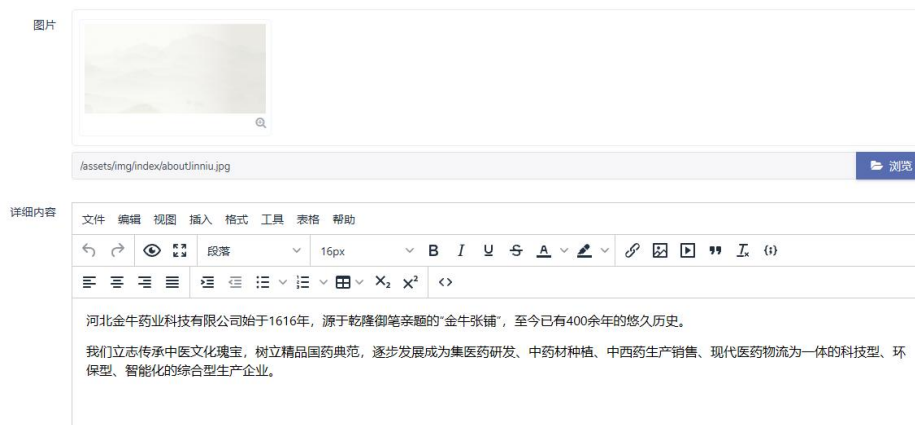 图片
/assets/img/index/aboutJinniu.jpg
浏览
详细内容
文件 编辑 视图 插入 格式 工具 表格 帮助
段落 16px B I U S A
X₂ X²
河北金牛药业科技有限公司始于1616年，源于乾隆御笔亲题的“金牛张铺”，至今已有400余年的悠久历史。
我们立志传承中医文化瑰宝，树立精品国药典范，逐步发展成为集医药研发、中药材种植、中西药生产销售、现代医药物流为一体的科技型、环
保型、智能化的综合型生产企业。